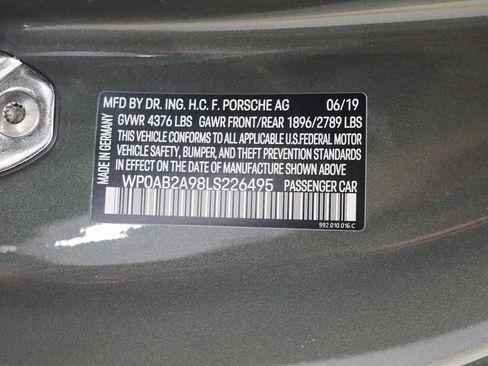 MFD BY DR. ING. H.C. F. PORSCHE AG 06/19
GVWR 4376 LBS GAWR FRONT/REAR 1896/2789 LBS
THIS VEHICLE CONFORMS TO ALL APPLICABLE U.S.FEDERAL MOTOR
VEHICLE SAFETY, BUMPER, AND THEFT PREVENTION STANDARDS
IN EFFECT ON THE DATE OF MANUFACTURE SHOWN ABOVE
WP0AB2A98LS226495 PASSENGER CAR
992.010.016.C
MADE IN GERMANY